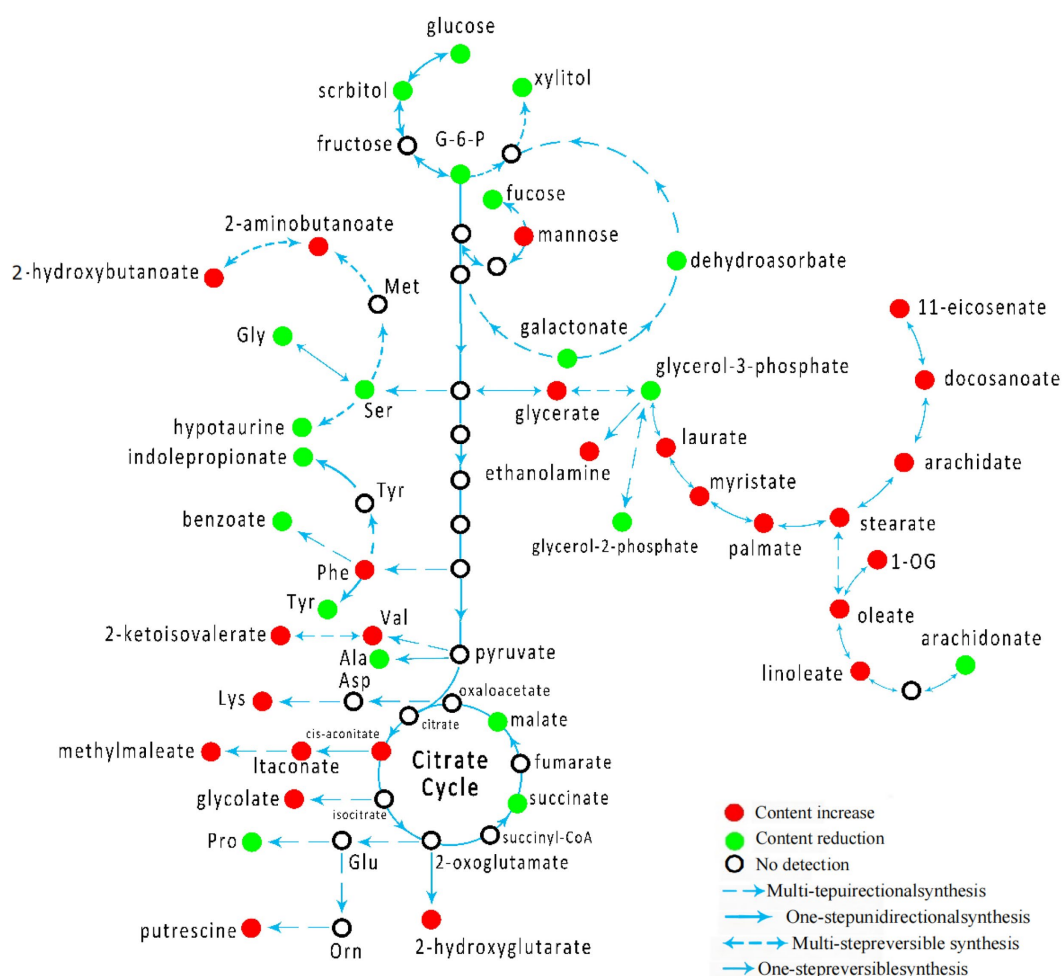 glucose
scrbitol
xylitol
G-6-P
fructose
fucose
2-aminobutanoate
mannose
2-hydroxybutanoate
dehydroasorbate
Met
11-eicosenate
Gly
galactonate
glycerol-3-phosphate
docosanoate
Ser
glycerate
hypotaurine
laurate
indolepropionate
ethanolamine
arachidate
myristate
Tyr
benzoate
stearate
glycerol-2-phosphate
palmate
1-OG
Phe
Tyr
oleate
2-ketoisovalerate
Val
arachidonate
Ala
pyruvate
linoleate
Asp
oxaloacetate
Lys
citrate
malate
cis-aconitate
methylmaleate
Itaconate
Citrate
Cycle
fumarate
glycolate
succinate
isocitrate
succinyl-CoA
Pro
Glu
2-oxoglutamate
putrescine
Orn
2-hydroxyglutarate
Content increase
Content reduction
No detection
Multi-tepuirectionalsynthesis
One-stepunidirectionalsynthesis
Multi-stepreversible synthesis
One-stepreversiblesynthesis